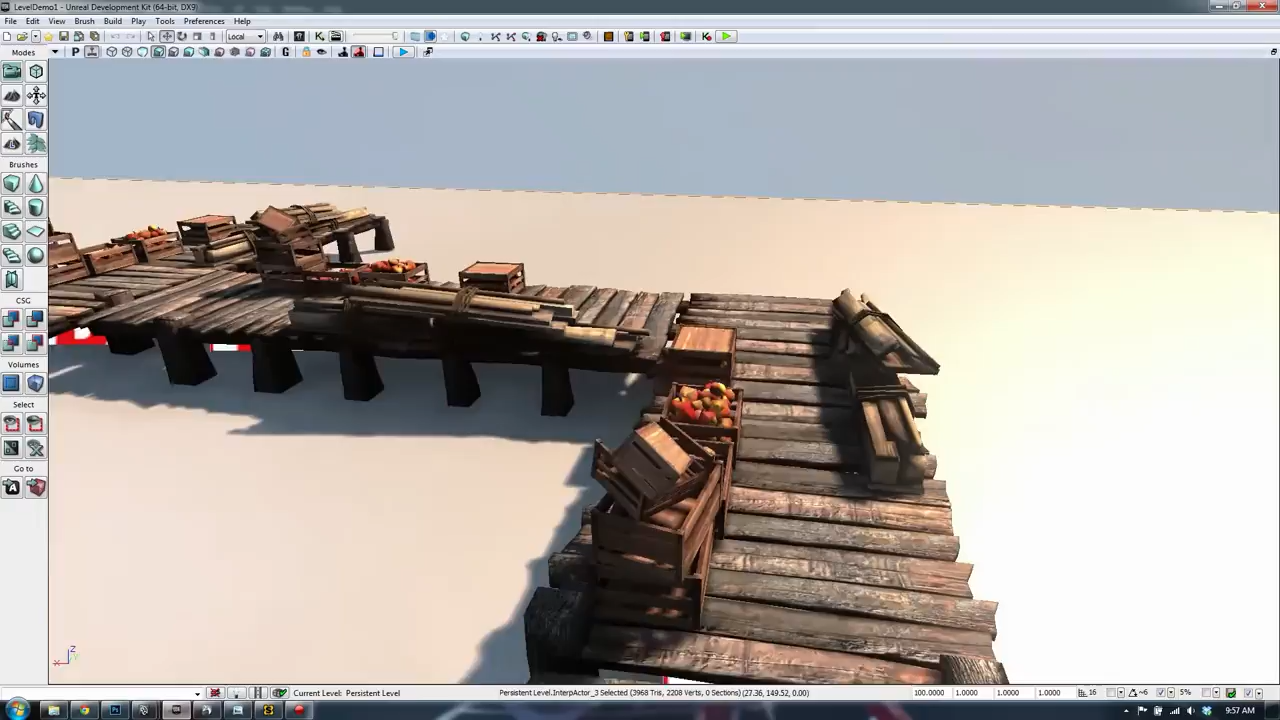 LevelDemo1 - Unreal Development Kit (64-bit, DX9)
File Edit View Brush Build Play Tools Preferences Help
Local
Modes
P
G
Brushes
CSG
Volumes
Select
Go to
Z
X
Current Level: Persistent Level
Persistent Level.InterpActor_3 Selected (3968 Tris, 2208 Verts, 0 Sections) (27.36, 149.52, 0.00)
100.0000 1.0000 1.0000 1.0000 16 5%
9:57 AM